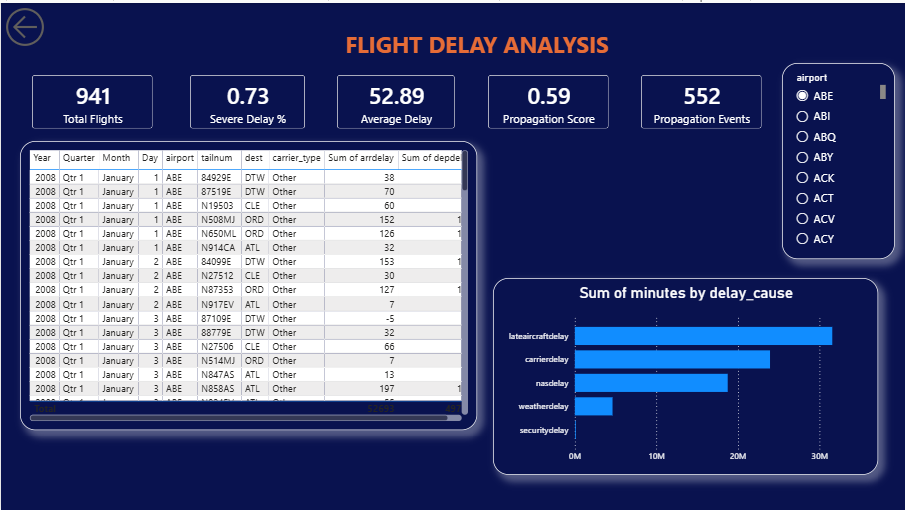 FLIGHT DELAY ANALYSIS
941
Total Flights
0.73
Severe Delay %
52.89
Average Delay
0.59
Propagation Score
552
Propagation Events
airport
ABE
ABI
ABQ
ABY
ACK
ACT
ACV
ACY
Year Quarter Month Day airport tailnum dest carrier_type Sum of arrdelay Sum of depdel
2008 Qtr 1 January 1 ABE 84929E DTW Other 38
2008 Qtr 1 January 1 ABE 87519E DTW Other 70
2008 Qtr 1 January 1 ABE N19503 CLE Other 60
2008 Qtr 1 January 1 ABE N508MJ ORD Other 152 1
2008 Qtr 1 January 1 ABE N650ML ORD Other 126 1
2008 Qtr 1 January 1 ABE N914CA ATL Other 32
2008 Qtr 1 January 2 ABE 84099E DTW Other 153 1
2008 Qtr 1 January 2 ABE N27512 CLE Other 30
2008 Qtr 1 January 2 ABE N87353 ORD Other 127 1
2008 Qtr 1 January 2 ABE N917EV ATL Other 7
2008 Qtr 1 January 3 ABE 87109E DTW Other -5
2008 Qtr 1 January 3 ABE 88779E DTW Other 32
2008 Qtr 1 January 3 ABE N27506 CLE Other 66
2008 Qtr 1 January 3 ABE N514MJ ORD Other 7
2008 Qtr 1 January 3 ABE N847AS ATL Other 13
2008 Qtr 1 January 3 ABE N858AS ATL Other 197 1
Total 52693
Sum of minutes by delay_cause
lateaircraftdelay
carrierdelay
nasdelay
weatherdelay
securitydelay
0M 10M 20M 30M